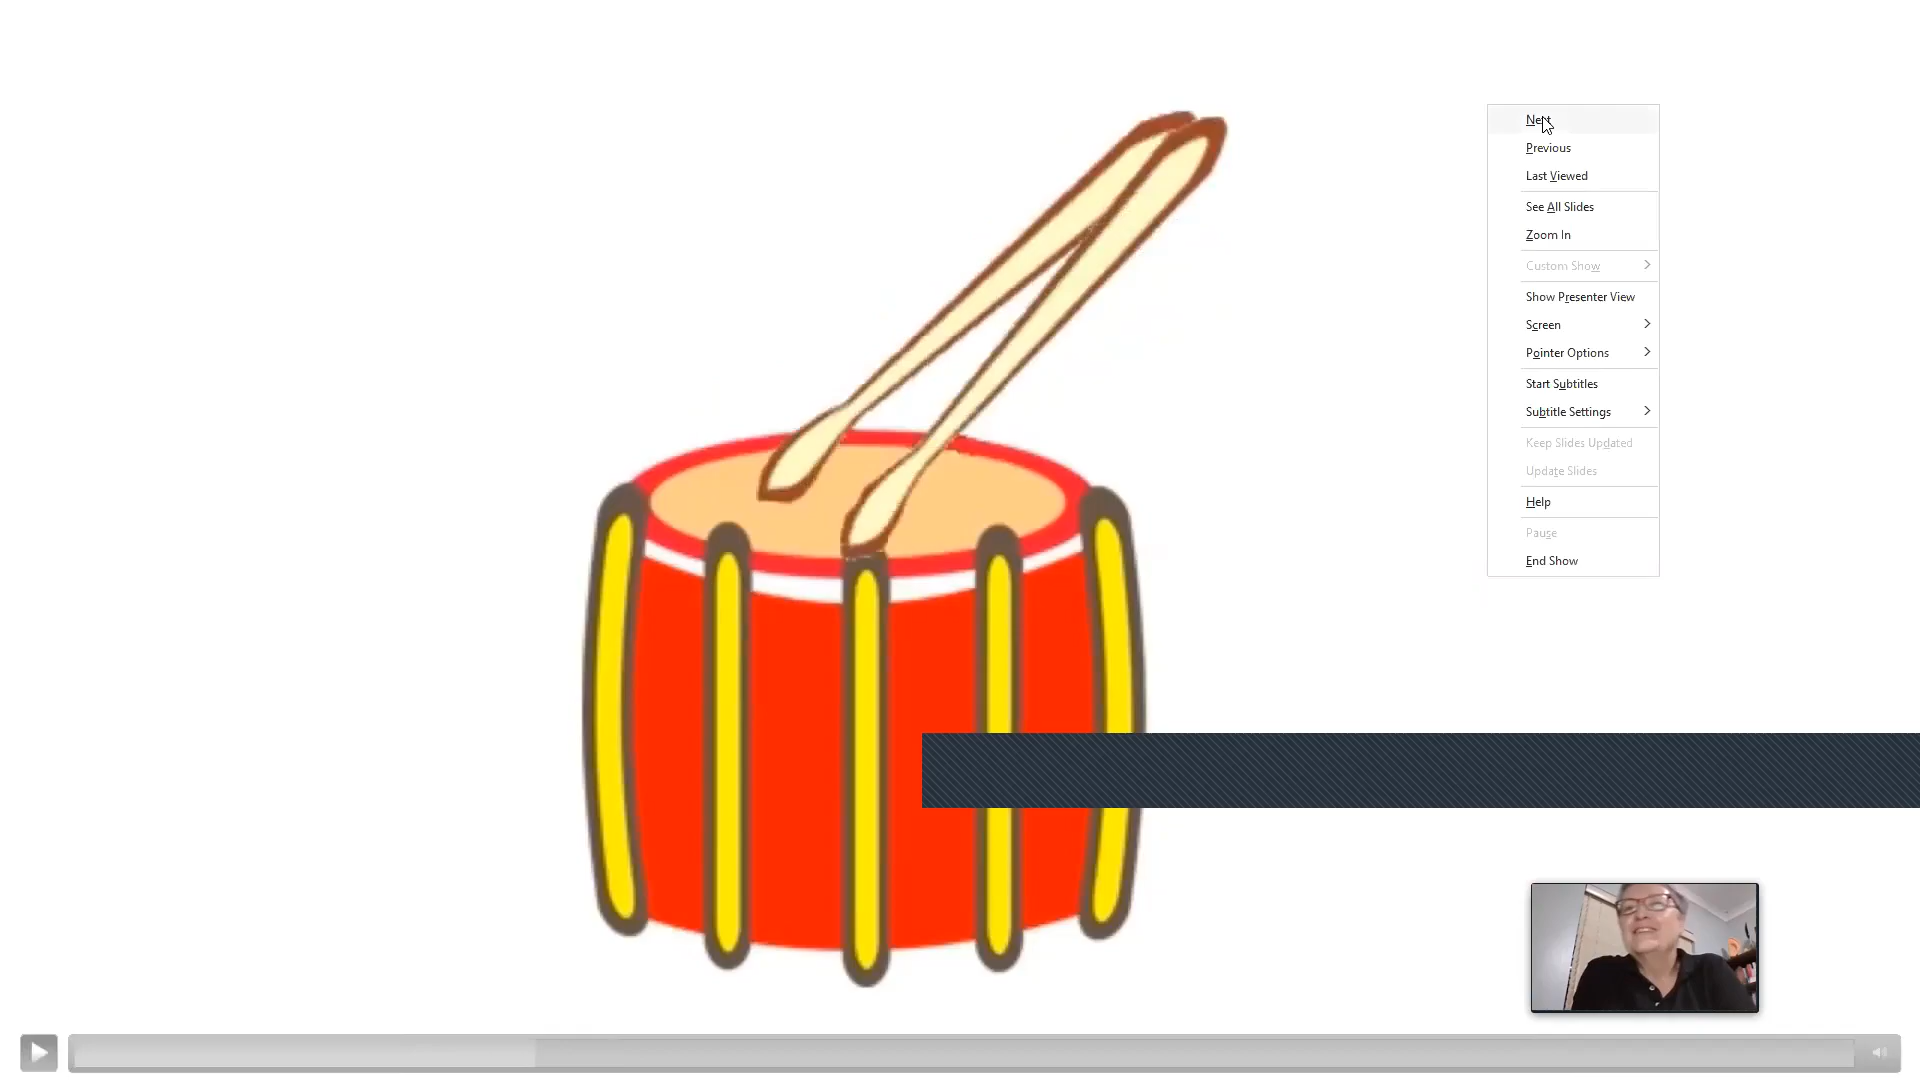 Next
Previous
Last Viewed
See All Slides
Zoom In
Custom Show
Show Presenter View
Screen
Pointer Options
Start Subtitles
Subtitle Settings
Keep Slides Updated
Update Slides
Help
Pause
End Show